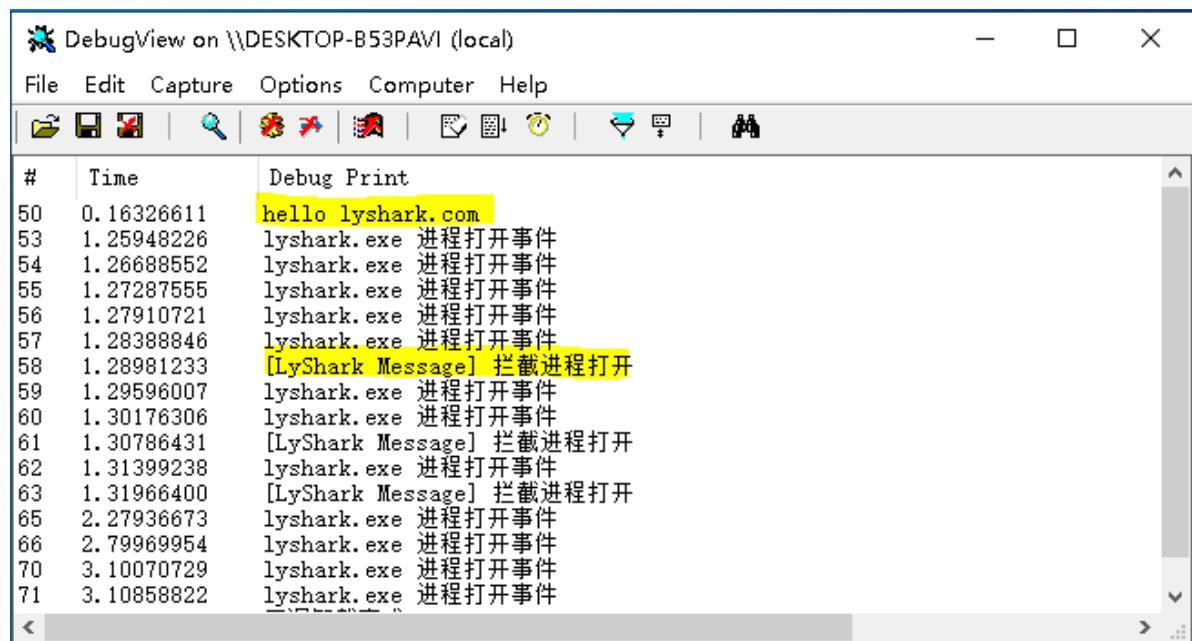 DebugView on \\DESKTOP-B53PAVI (local)
File Edit Capture Options Computer Help
# Time Debug Print
50 0.16326611 hello lyshark.com
53 1.25948226 lyshark.exe 进程打开事件
54 1.26688552 lyshark.exe 进程打开事件
55 1.27287555 lyshark.exe 进程打开事件
56 1.27910721 lyshark.exe 进程打开事件
57 1.28388846 lyshark.exe 进程打开事件
58 1.28981233 [LyShark Message] 拦截进程打开
59 1.29596007 lyshark.exe 进程打开事件
60 1.30176306 lyshark.exe 进程打开事件
61 1.30786431 [LyShark Message] 拦截进程打开
62 1.31399238 lyshark.exe 进程打开事件
63 1.31966400 [LyShark Message] 拦截进程打开
65 2.27936673 lyshark.exe 进程打开事件
66 2.79969954 lyshark.exe 进程打开事件
70 3.10070729 lyshark.exe 进程打开事件
71 3.10858822 lyshark.exe 进程打开事件